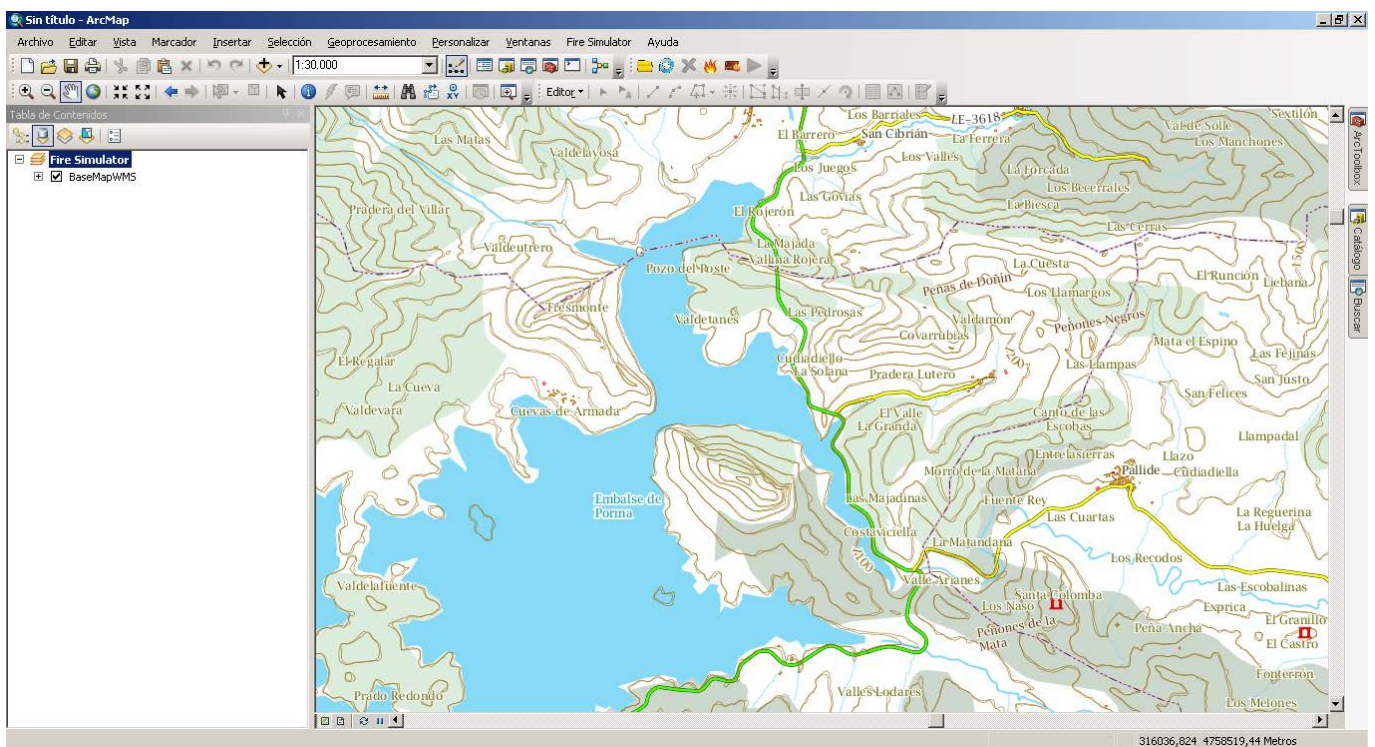 Sin título - ArcMap
Archivo Editar Vista Marcador Insertar Selección Geoprocesamiento Personalizar Ventanas Fire Simulator Ayuda
1:30.000
Editor
Tabla de Contenidos
Fire Simulator
BaseMapWMS
ArcToolbox
Catálogo
Buscar
Los Barriales
LE-3618
Sextilón
Val de Solle
Las Matas
El Barrero
San Cibrián
La Ferrera
Los Manchones
Valdelayosa
Los Valles
Los Juegos
La Forcada
Los Becerrales
Las Govias
La Biesca
Pradera del Villar
El Rojerón
Las Cerras
Valdeutrero
La Majada
Vallina Rojera
1500
Pozo del Poste
La Cuesta
El Runción
Liebana
Peñas de Doñín
Los Llamargos
Tresmonte
Valdetanes
Las Pedrosas
Valdamón
Peñones Negros
Covarrubias
Mata el Espino
Las Fejinas
El Regalar
Cudiadiello
La Solana
1200
Las Llampas
Pradera Lutero
San Justo
La Cueva
San Felices
Valdevara
Cuevas de Armada
El Valle
La Granda
Canto de las
Escobas
Llampadal
Entrelasierras
Llazo
Morro de la Matana
Pallide
Cudiadiella
Embalse de
Porma
Las Majadinas
Fuente Rey
Las Cuartas
La Reguerina
La Huelga
Costaviciella
La Matandana
1100
Los Recodos
Valdelafuente
Valle Arianes
Las Escobalinas
Santa Colomba
Los Naso
Exprica
El Granillo
Peñones de la
Mata
Peña Ancha
El Castro
Fonterrón
Prado Redondo
Valles Lodares
Los Melones
316036,824 4758519,44 Metros